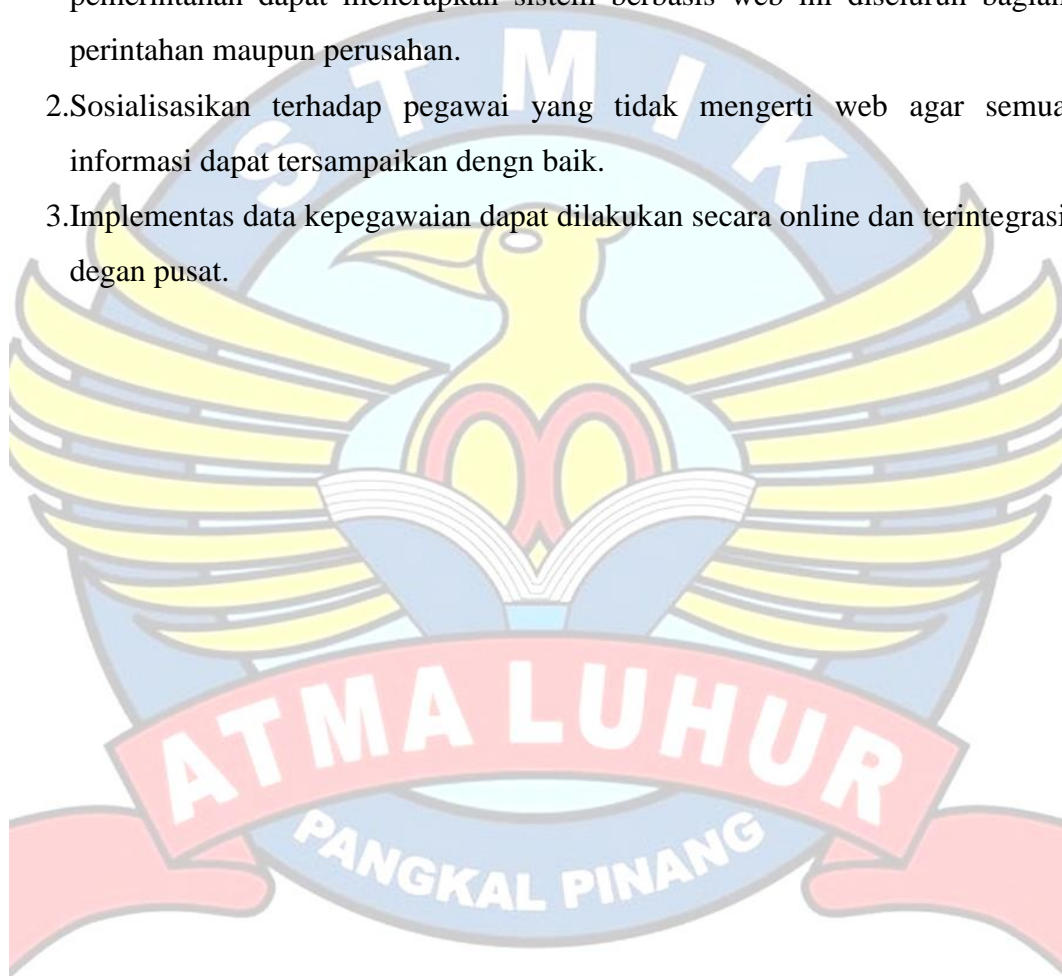 pemerintahan dapat menerapkan sistem berbasis web ini diseluruh bagian
perintahan maupun perusahan.
2.Sosialisasikan terhadap pegawai yang tidak mengerti web agar semua
informasi dapat tersampaikan dengn baik.
3.Implementas data kepegawaian dapat dilakukan secara online dan terintegrasi
degan pusat.
STMIK
ATMA LUHUR
PANGKAL PINANG